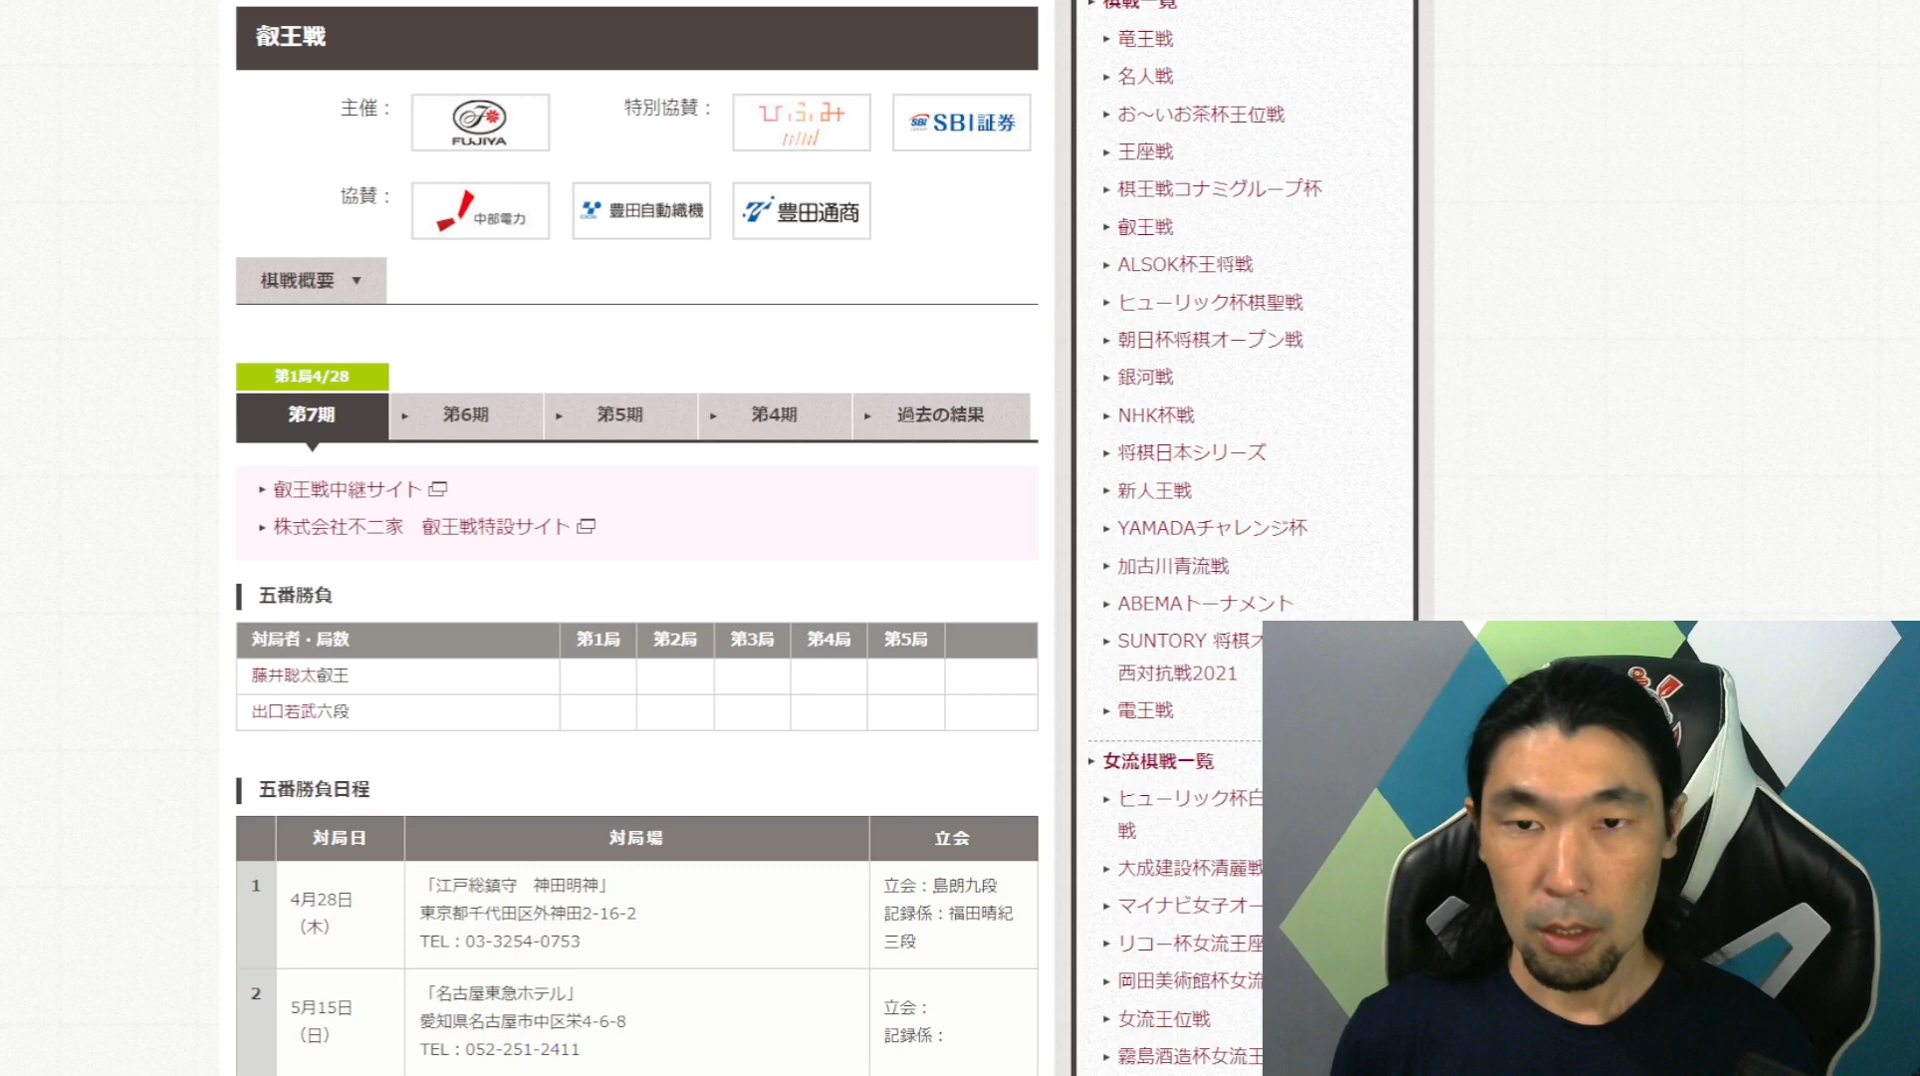 叡王戦
主催：
FUJIYA
特別協賛：
ひふみ
SBI SBI証券
協賛：
中部電力
豊田自動織機
豊田通商
棋戦概要 ▼
第1局4/28
第7期
第6期
第5期
第4期
過去の結果
叡王戦中継サイト
株式会社不二家　叡王戦特設サイト
五番勝負
対局者・局数 第1局 第2局 第3局 第4局 第5局
藤井聡太叡王
出口若武六段
五番勝負日程
対局日 対局場 立会
1
4月28日
（木）
「江戸総鎮守　神田明神」
東京都千代田区外神田2-16-2
TEL：03-3254-0753
立会：島朗九段
記録係：福田晴紀
三段
2
5月15日
（日）
「名古屋東急ホテル」
愛知県名古屋市中区栄4-6-8
TEL：052-251-2411
立会：
記録係：
棋戦一覧
竜王戦
名人戦
お～いお茶杯王位戦
王座戦
棋王戦コナミグループ杯
叡王戦
ALSOK杯王将戦
ヒューリック杯棋聖戦
朝日杯将棋オープン戦
銀河戦
NHK杯戦
将棋日本シリーズ
新人王戦
YAMADAチャレンジ杯
加古川青流戦
ABEMAトーナメント
SUNTORY 将棋オ
西対抗戦2021
電王戦
女流棋戦一覧
ヒューリック杯白
戦
大成建設杯清麗戦
マイナビ女子オー
リコー杯女流王座
岡田美術館杯女流
女流王位戦
霧島酒造杯女流王